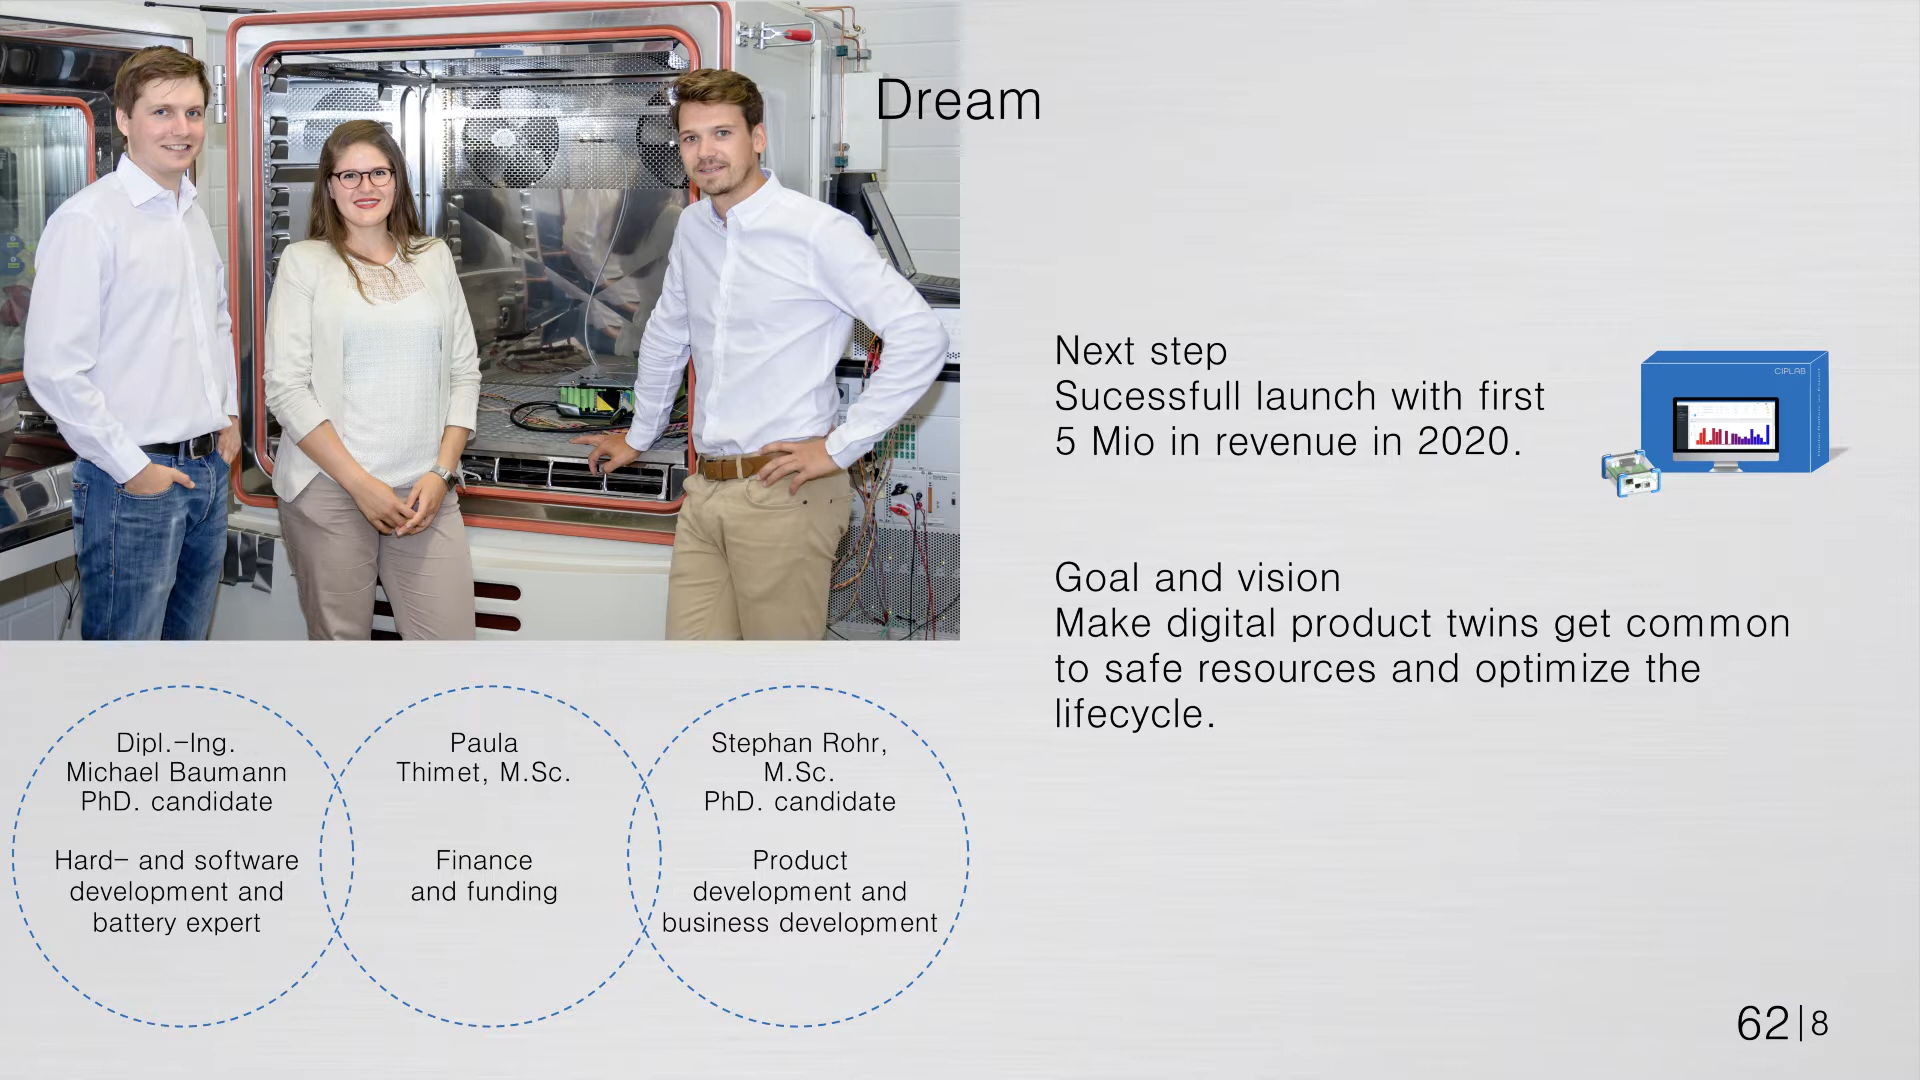 Dream
Next step
Sucessfull launch with first
5 Mio in revenue in 2020.
CIPLAB
Goal and vision
Make digital product twins get common
to safe resources and optimize the
lifecycle.
Dipl.-Ing.
Michael Baumann
PhD. candidate
Hard- and software
development and
battery expert
Paula
Thimet, M.Sc.
Finance
and funding
Stephan Rohr,
M.Sc.
PhD. candidate
Product
development and
business development
62|8